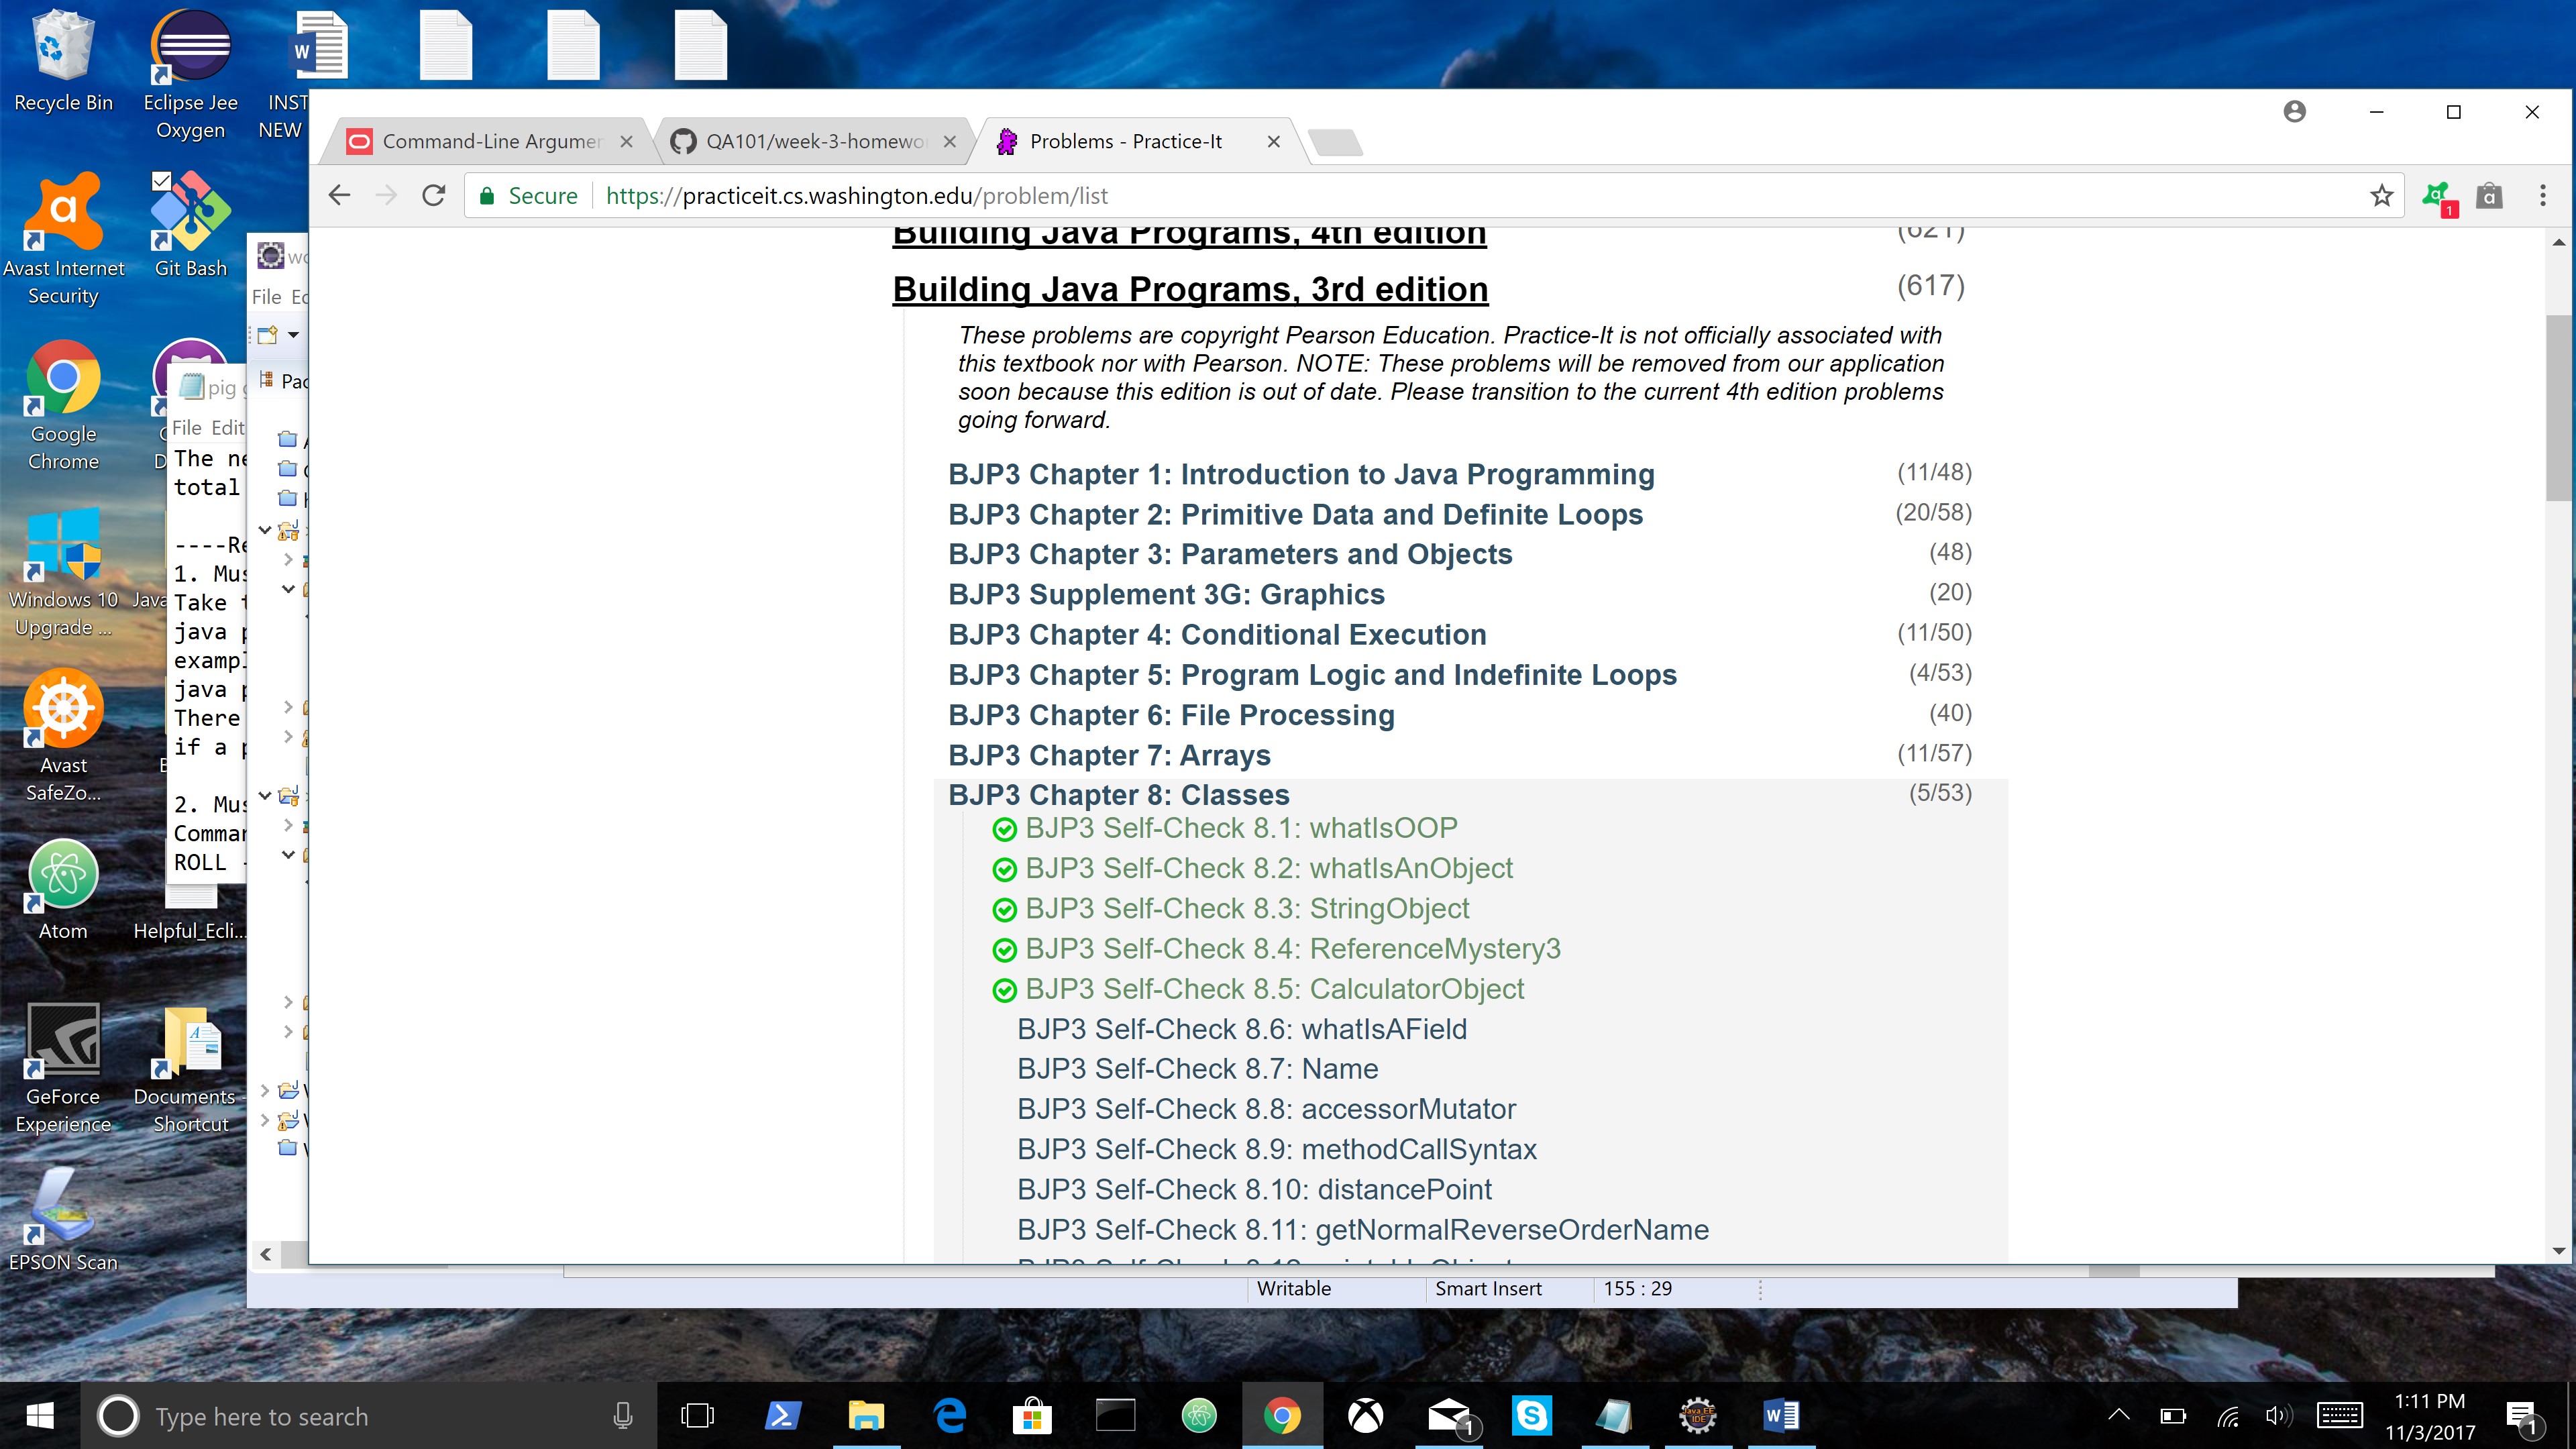 Recycle Bin
Eclipse Jee
Oxygen
INST
NEW
Avast Internet
Security
Git Bash
Google
Chrome
Windows 10
Upgrade ...
Java
Avast
SafeZo...
Atom
Helpful_Ecli...
GeForce
Experience
Documents -
Shortcut
EPSON Scan
pig
File Edit
The ne
total
----Re
1. Mus
Take t
java p
exampl
java p
There
if a p
2. Mus
Comman
ROLL -
File Ed
Pac
Command-Line Argumen
QA101/week-3-homewo
Problems - Practice-It
Secure
https://practiceit.cs.washington.edu/problem/list
1
Building Java Programs, 4th edition (621)
Building Java Programs, 3rd edition (617)
These problems are copyright Pearson Education. Practice-It is not officially associated with
this textbook nor with Pearson. NOTE: These problems will be removed from our application
soon because this edition is out of date. Please transition to the current 4th edition problems
going forward.
BJP3 Chapter 1: Introduction to Java Programming (11/48)
BJP3 Chapter 2: Primitive Data and Definite Loops (20/58)
BJP3 Chapter 3: Parameters and Objects (48)
BJP3 Supplement 3G: Graphics (20)
BJP3 Chapter 4: Conditional Execution (11/50)
BJP3 Chapter 5: Program Logic and Indefinite Loops (4/53)
BJP3 Chapter 6: File Processing (40)
BJP3 Chapter 7: Arrays (11/57)
BJP3 Chapter 8: Classes (5/53)
BJP3 Self-Check 8.1: whatIsOOP
BJP3 Self-Check 8.2: whatIsAnObject
BJP3 Self-Check 8.3: StringObject
BJP3 Self-Check 8.4: ReferenceMystery3
BJP3 Self-Check 8.5: CalculatorObject
BJP3 Self-Check 8.6: whatIsAField
BJP3 Self-Check 8.7: Name
BJP3 Self-Check 8.8: accessorMutator
BJP3 Self-Check 8.9: methodCallSyntax
BJP3 Self-Check 8.10: distancePoint
BJP3 Self-Check 8.11: getNormalReverseOrderName
Writable
Smart Insert
155 : 29
Type here to search
1
1:11 PM
11/3/2017
1